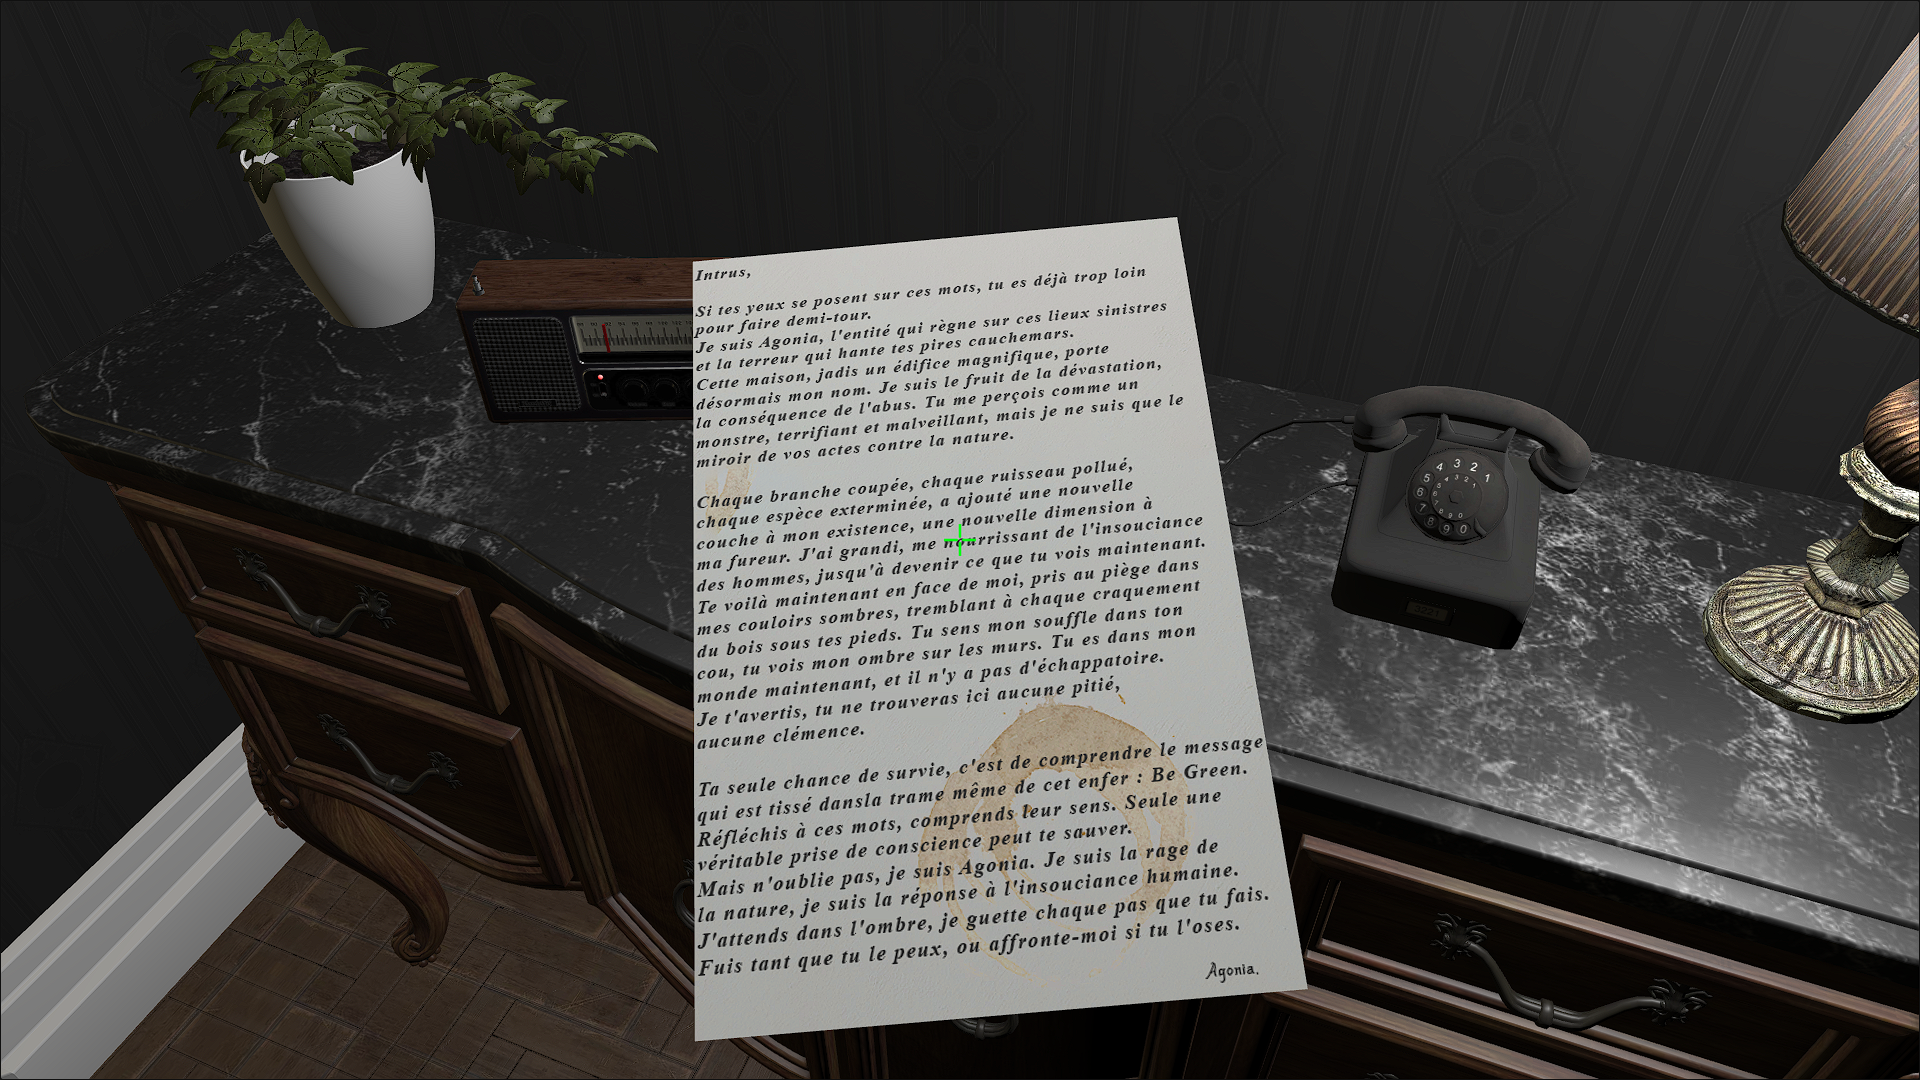 Intrus,
Si tes yeux se posent sur ces mots, tu es déjà trop loin
pour faire demi-tour.
Je suis Agonia, l'entité qui règne sur ces lieux sinistres
et la terreur qui hante tes pires cauchemars.
Cette maison, jadis un édifice magnifique, porte
désormais mon nom. Je suis le fruit de la dévastation,
la conséquence de l'abus. Tu me perçois comme un
monstre, terrifiant et malveillant, mais je ne suis que le
miroir de vos actes contre la nature.
Chaque branche coupée, chaque ruisseau pollué,
chaque espèce exterminée, a ajouté une nouvelle
couche à mon existence, une nouvelle dimension à
ma fureur. J'ai grandi, me nourrissant de l'insouciance
des hommes, jusqu'à devenir ce que tu vois maintenant.
Te voilà maintenant en face de moi, pris au piège dans
mes couloirs sombres, tremblant à chaque craquement
du bois sous tes pieds. Tu sens mon souffle dans ton
cou, tu vois mon ombre sur les murs. Tu es dans mon
monde maintenant, et il n'y a pas d'échappatoire.
Je t'avertis, tu ne trouveras ici aucune pitié,
aucune clémence.
Ta seule chance de survie, c'est de comprendre le message
qui est tissé dansla trame même de cet enfer : Be Green.
Réfléchis à ces mots, comprends leur sens. Seule une
véritable prise de conscience peut te sauver.
Mais n'oublie pas, je suis Agonia. Je suis la rage de
la nature, je suis la réponse à l'insouciance humaine.
J'attends dans l'ombre, je guette chaque pas que tu fais.
Fuis tant que tu le peux, ou affronte-moi si tu l'oses.
Agonia.
1 2 3 4 5 6 7 8 9 0